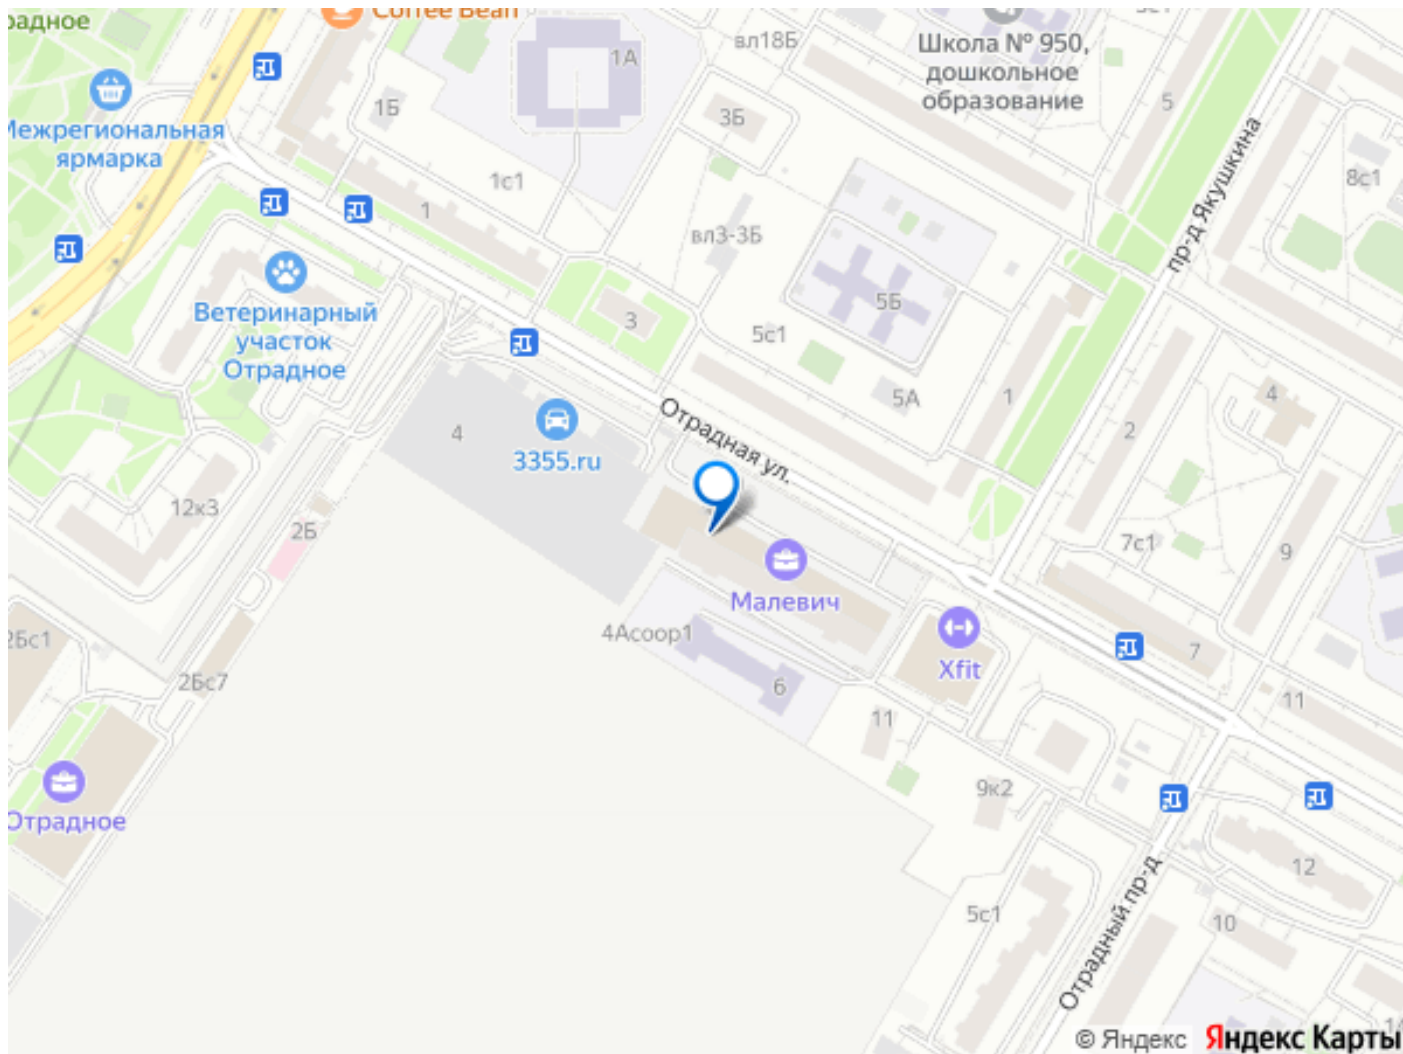 радное
Coffee Bean
вл18Б
Школа № 950,
дошкольное
образование
1А
1Б
3Б
5
Межрегиональная
ярмарка
1с1
1
вл3-3Б
пр-д Якушкина
8с1
Ветеринарный
участок
Отрадное
3
5Б
5с1
5А
1
2
4
4
3355.ru
Отрадная ул.
12к3
2Б
7с1
9
Малевич
4Асоор1
Xfit
7
2Бс1
2Бс7
6
11
11
9к2
Отрадное
12
5с1
10
Отрадный пр-д
© Яндекс
Яндекс Карты